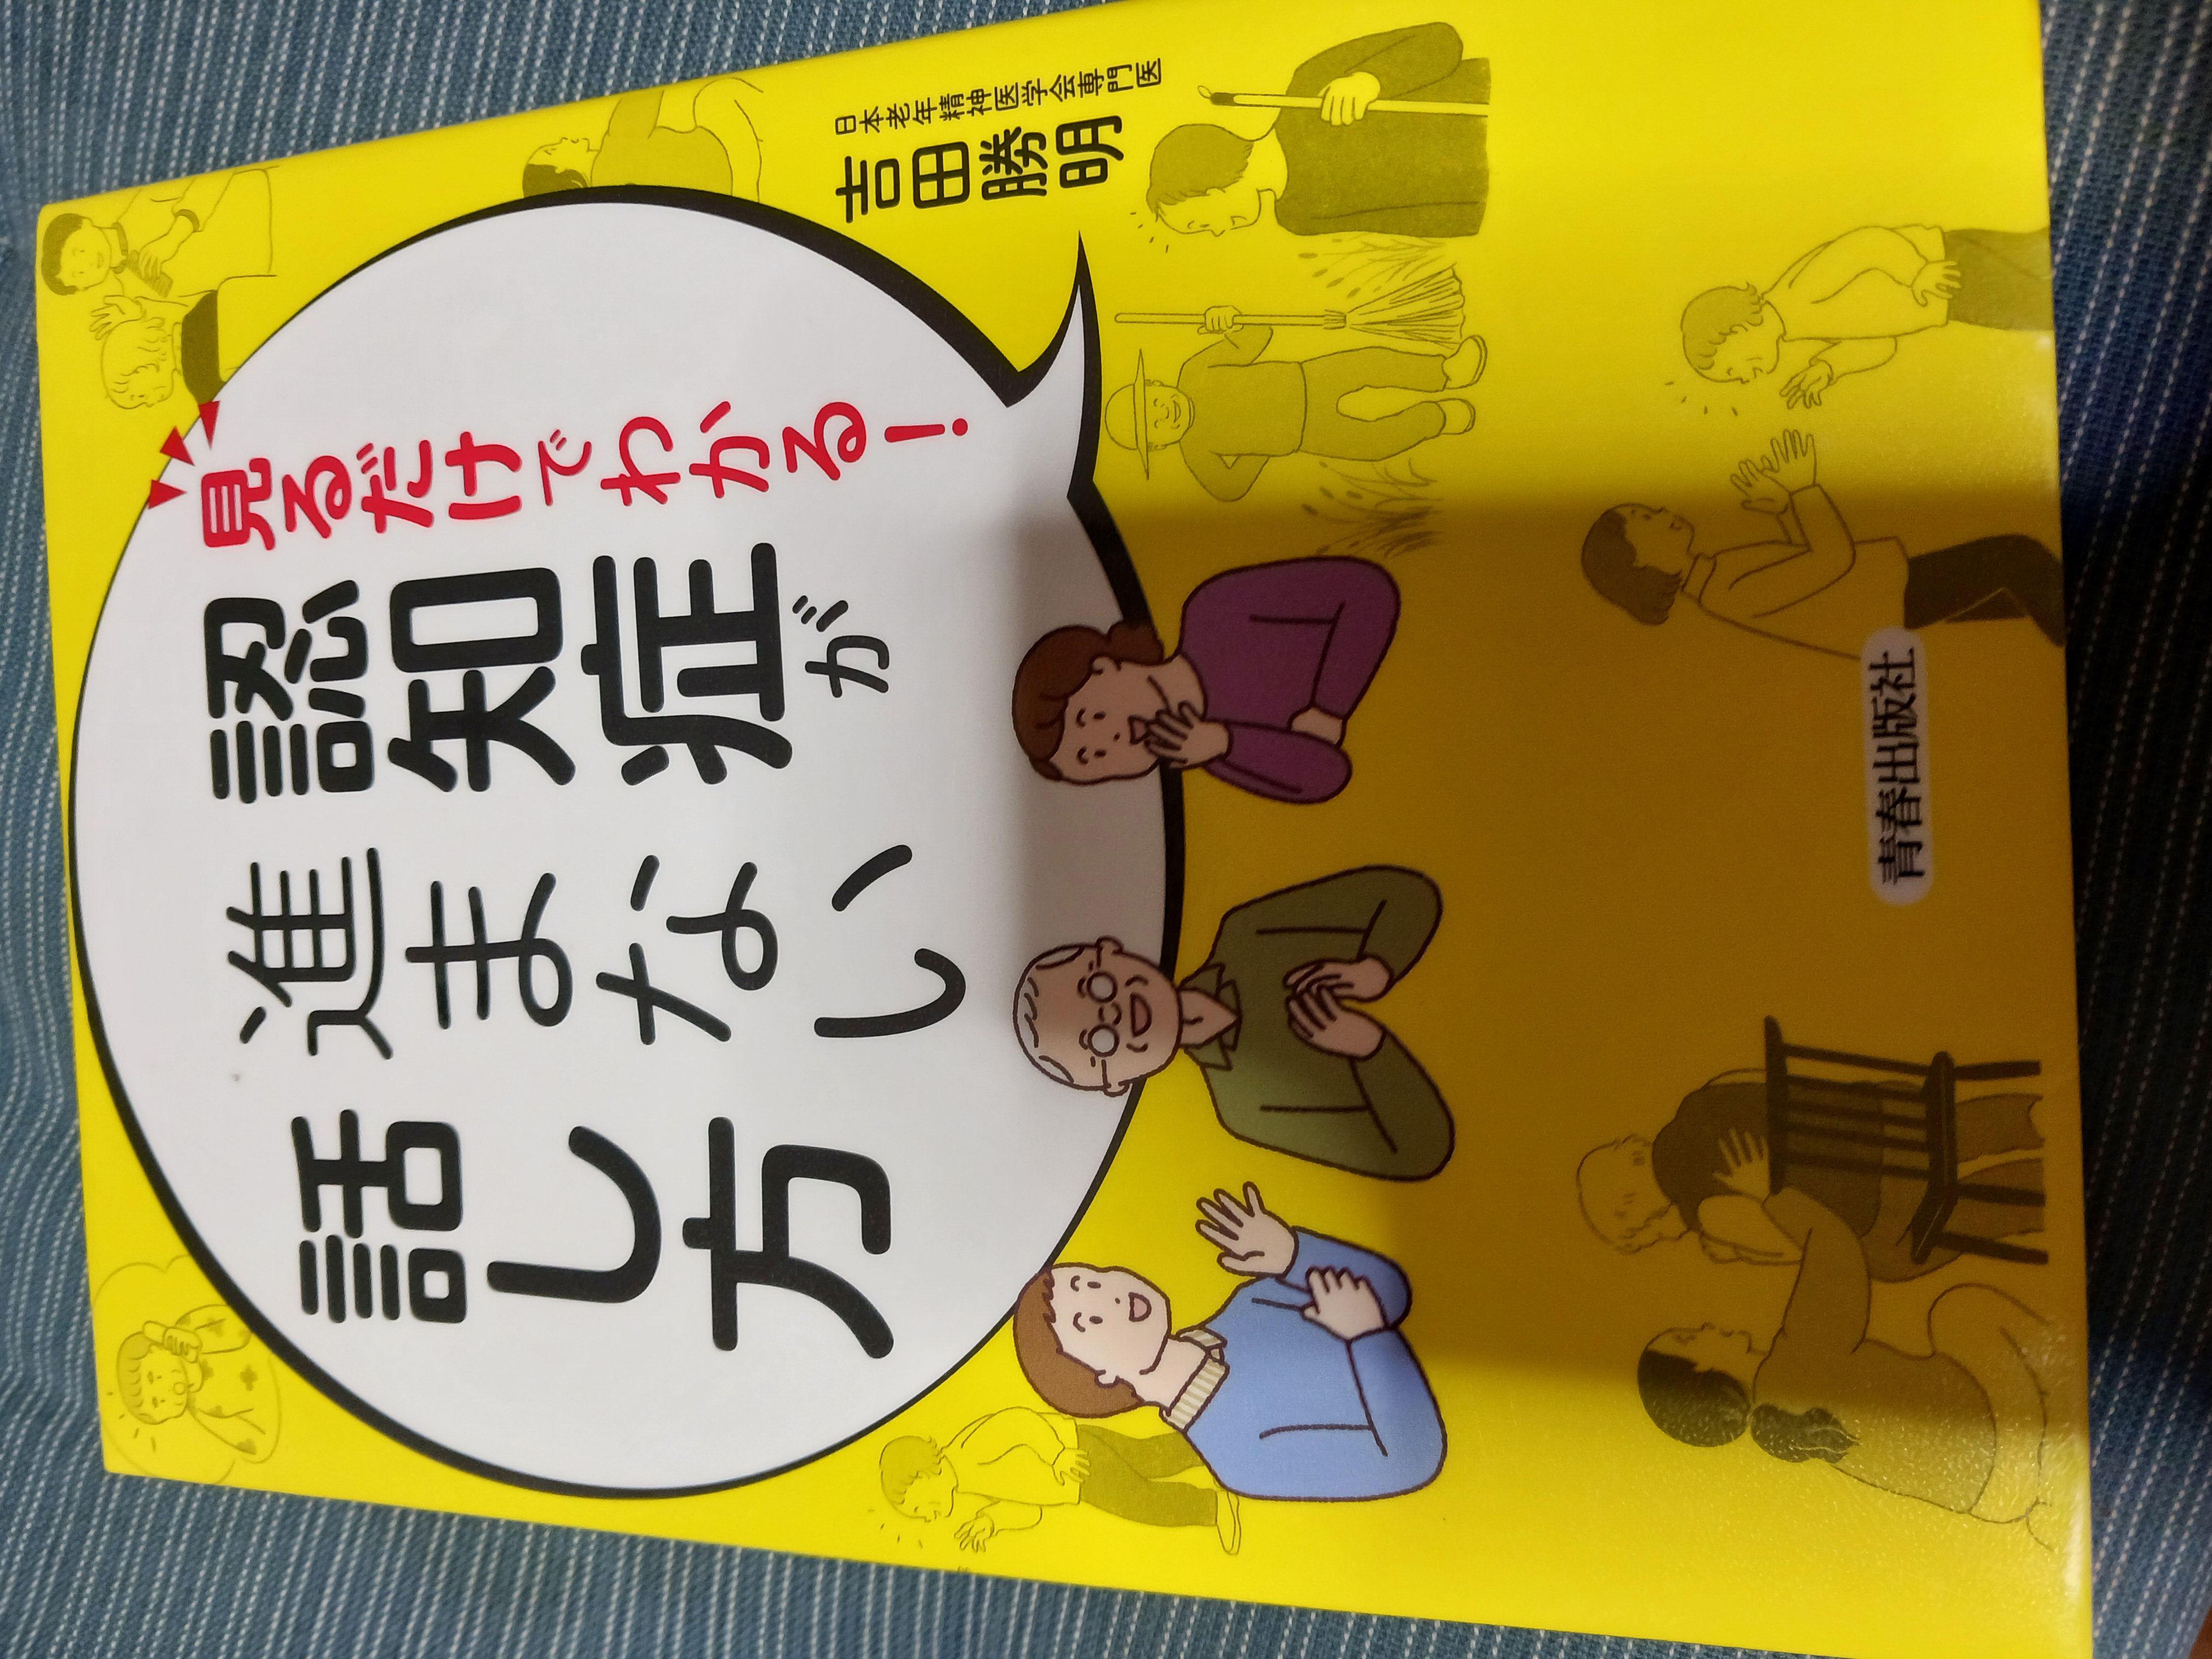 見るだけでわかる！
認知症が
進まない
話し方
日本老年精神医学会専門医
吉田勝明
青春出版社